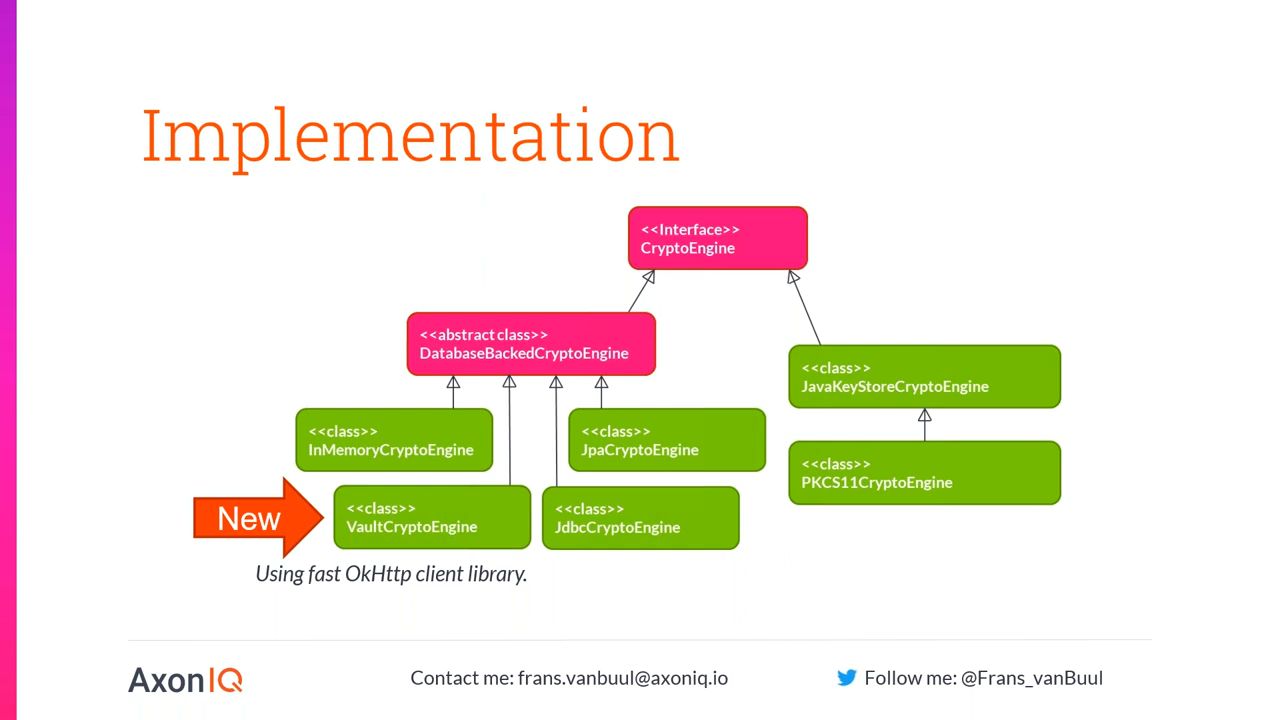 Implementation
<<Interface>>
CryptoEngine
<<abstract class>>
DatabaseBackedCryptoEngine
<<class>>
JavaKeyStoreCryptoEngine
<<class>>
InMemoryCryptoEngine
<<class>>
JpaCryptoEngine
<<class>>
PKCS11CryptoEngine
New
<<class>>
VaultCryptoEngine
<<class>>
JdbcCryptoEngine
Using fast OkHttp client library.
AxonIQ
Contact me: frans.vanbuul@axoniq.io
Follow me: @Frans_vanBuul